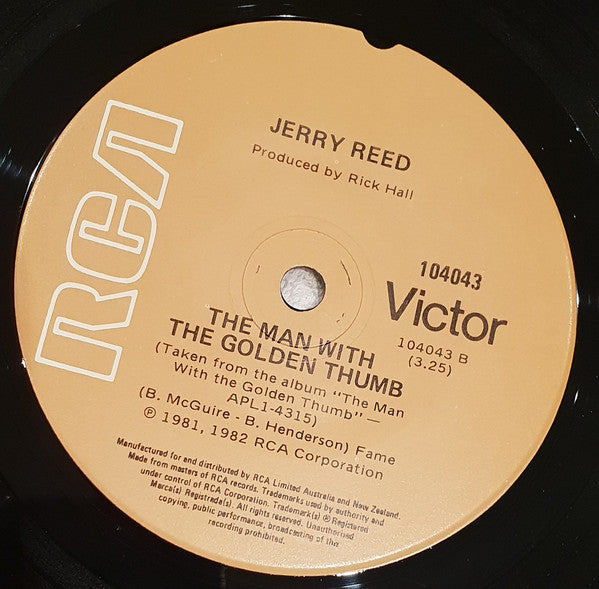 RCA
JERRY REED
Produced by Rick Hall
104043
Victor
104043 B
(3.25)
THE MAN WITH
THE GOLDEN THUMB
(Taken from the album "The Man
With the Golden Thumb" —
APL1-4315)
(B. McGuire - B. Henderson) Fame
℗ 1981, 1982 RCA Corporation
Manufactured for and distributed by RCA Limited Australia and New Zealand.
Made from masters of RCA records. Trademarks used by authority and
under control of RCA Corporation. Trademark(s) ® Registered
Marca(s) Registrada(s). All rights reserved. Unauthorised
copying, public performance, broadcasting of this
recording prohibited.